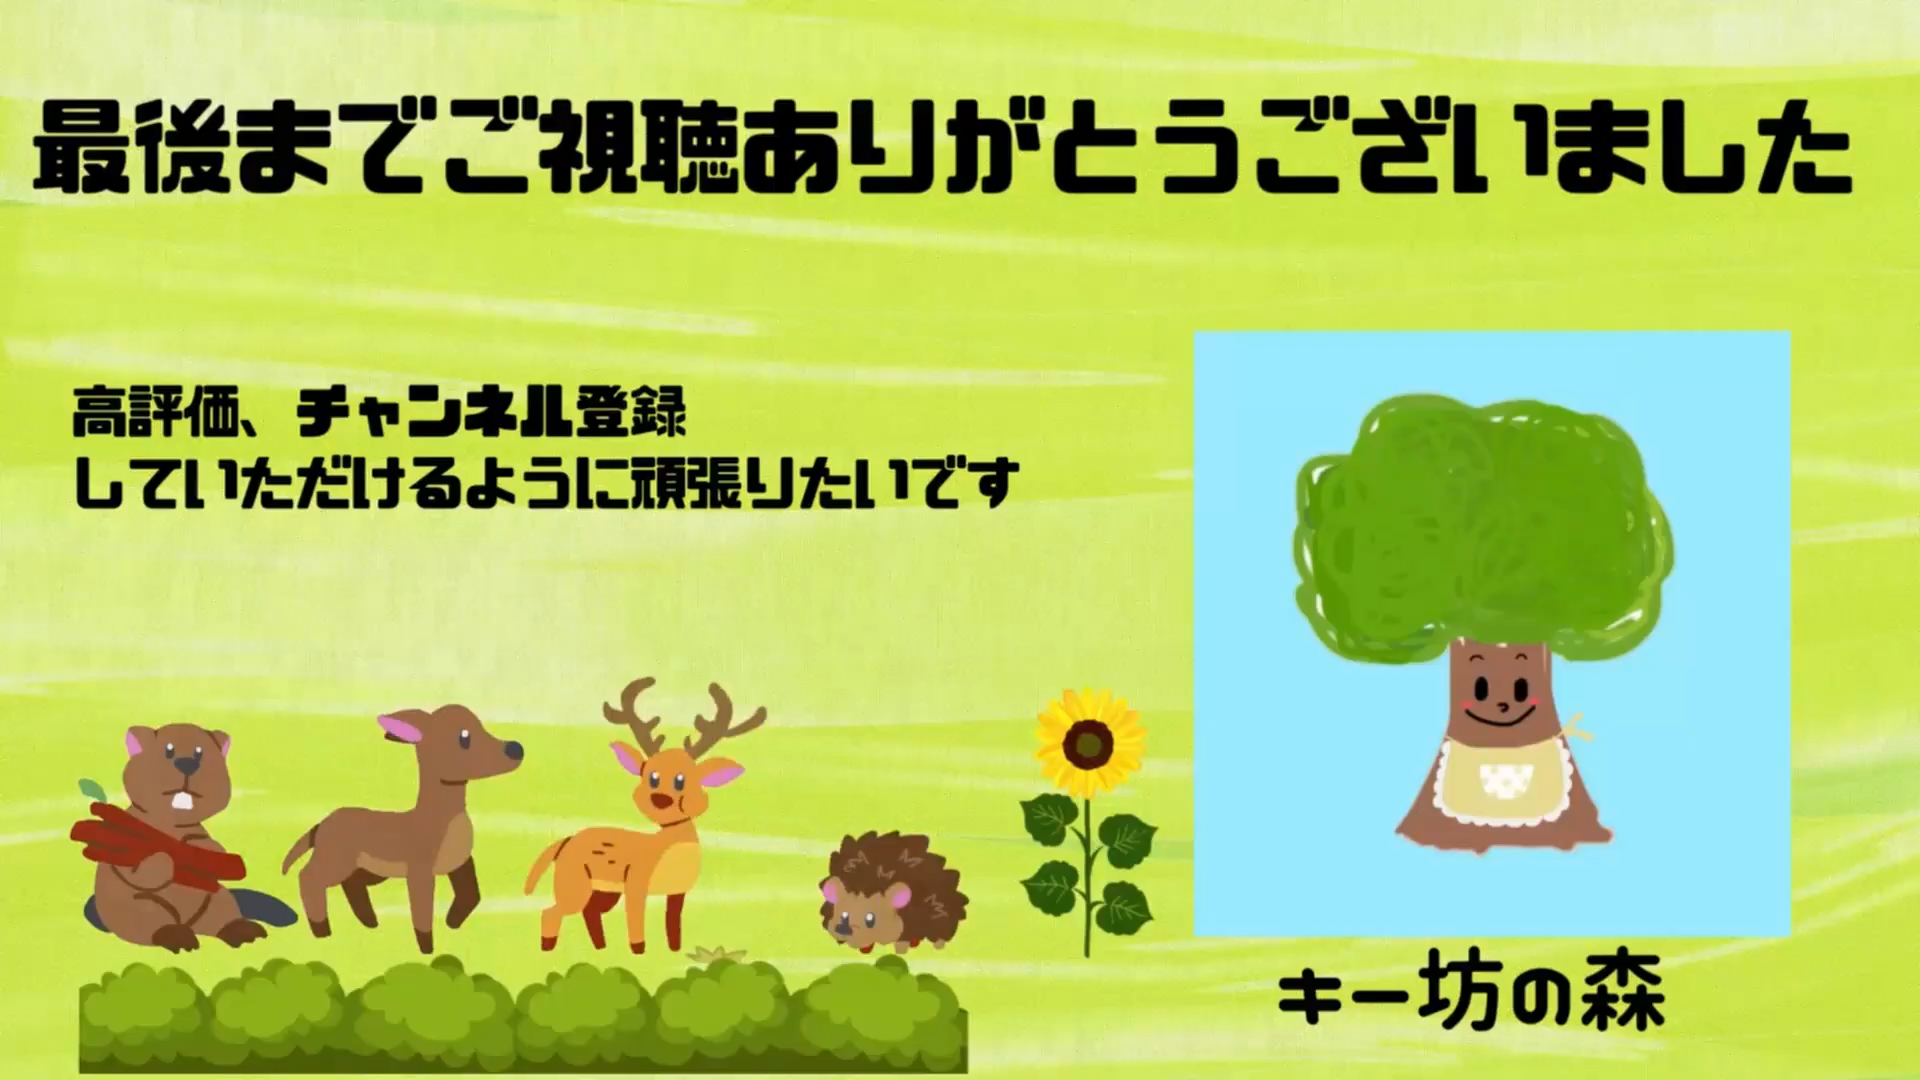 最後までご視聴ありがとうございました
高評価、チャンネル登録
していただけるように頑張りたいです
キー坊の森